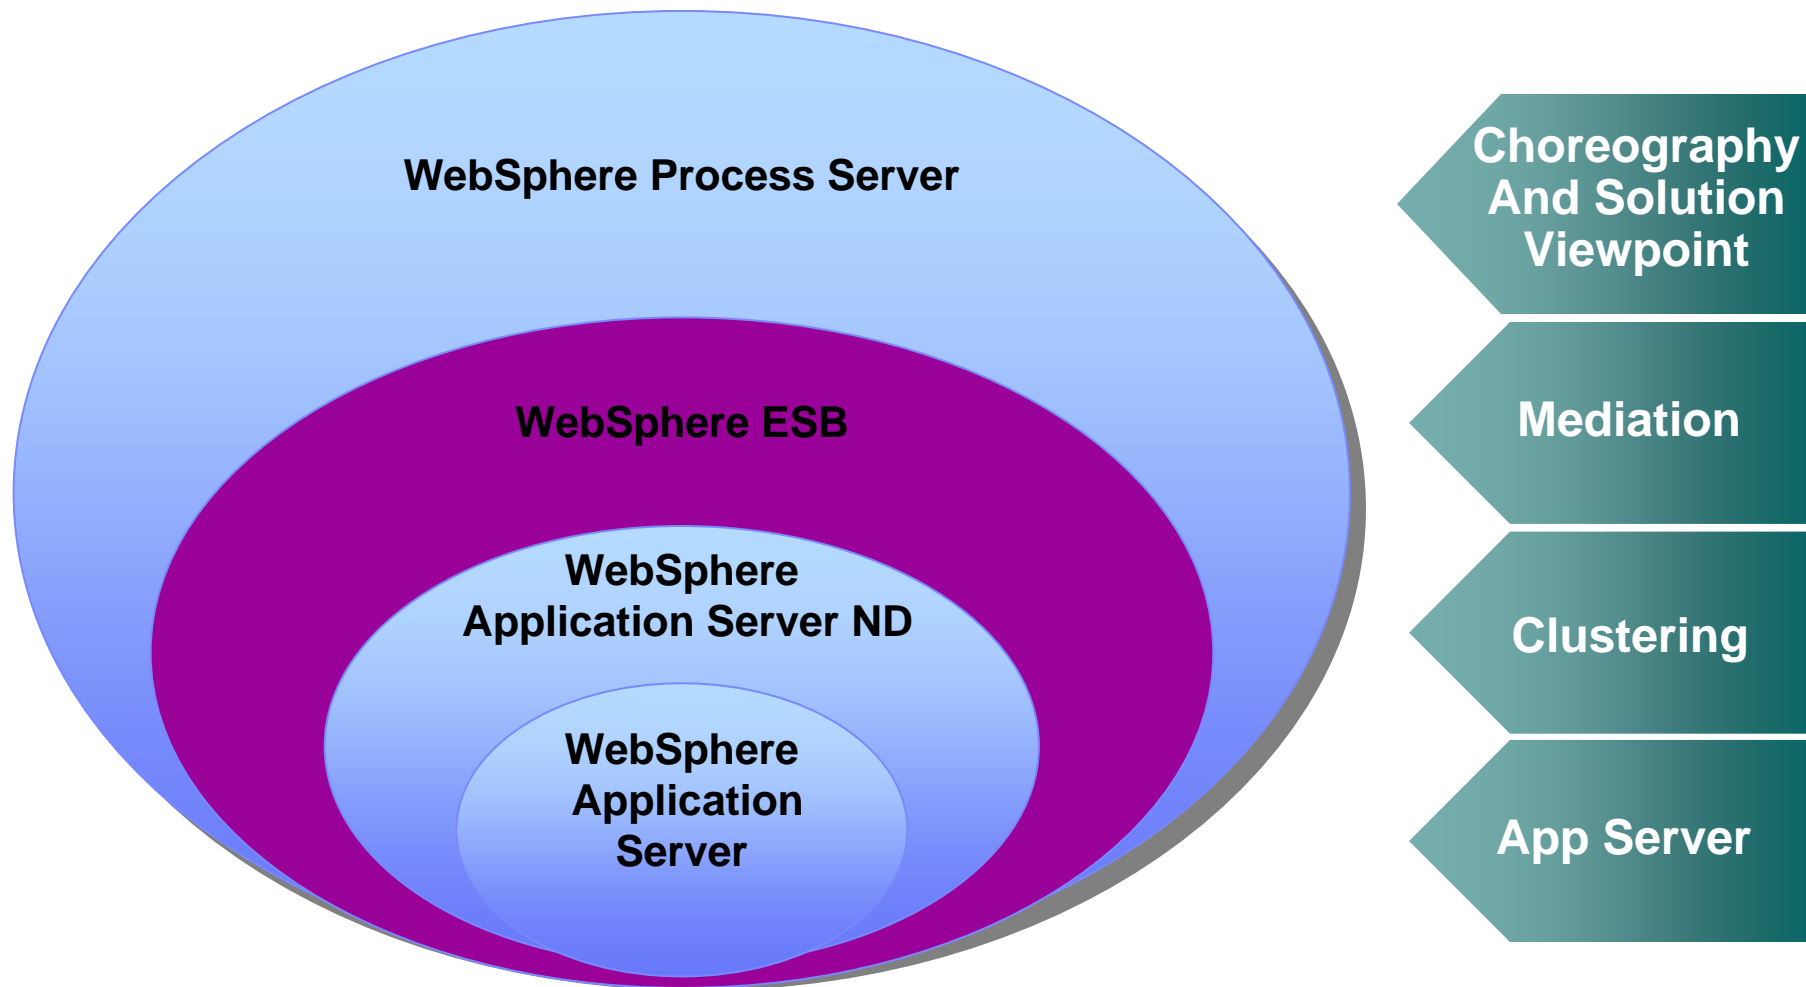 WebSphere Process Server
Choreography
And Solution
Viewpoint
WebSphere ESB
Mediation
WebSphere
Application Server ND
Clustering
WebSphere
Application
Server
App Server